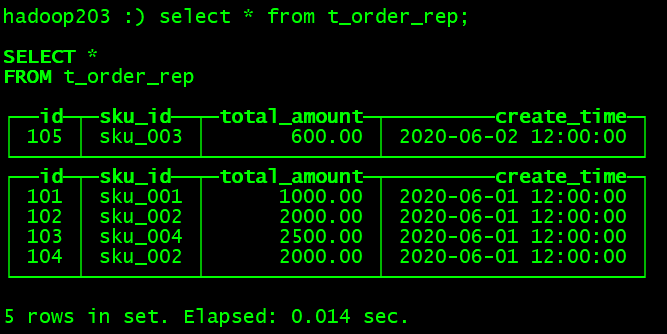 hadoop203 :) select * from t_order_rep;
SELECT *
FROM t_order_rep
id sku_id total_amount create_time
105 sku_003 600.00 2020-06-02 12:00:00
id sku_id total_amount create_time
101 sku_001 1000.00 2020-06-01 12:00:00
102 sku_002 2000.00 2020-06-01 12:00:00
103 sku_004 2500.00 2020-06-01 12:00:00
104 sku_002 2000.00 2020-06-01 12:00:00
5 rows in set. Elapsed: 0.014 sec.